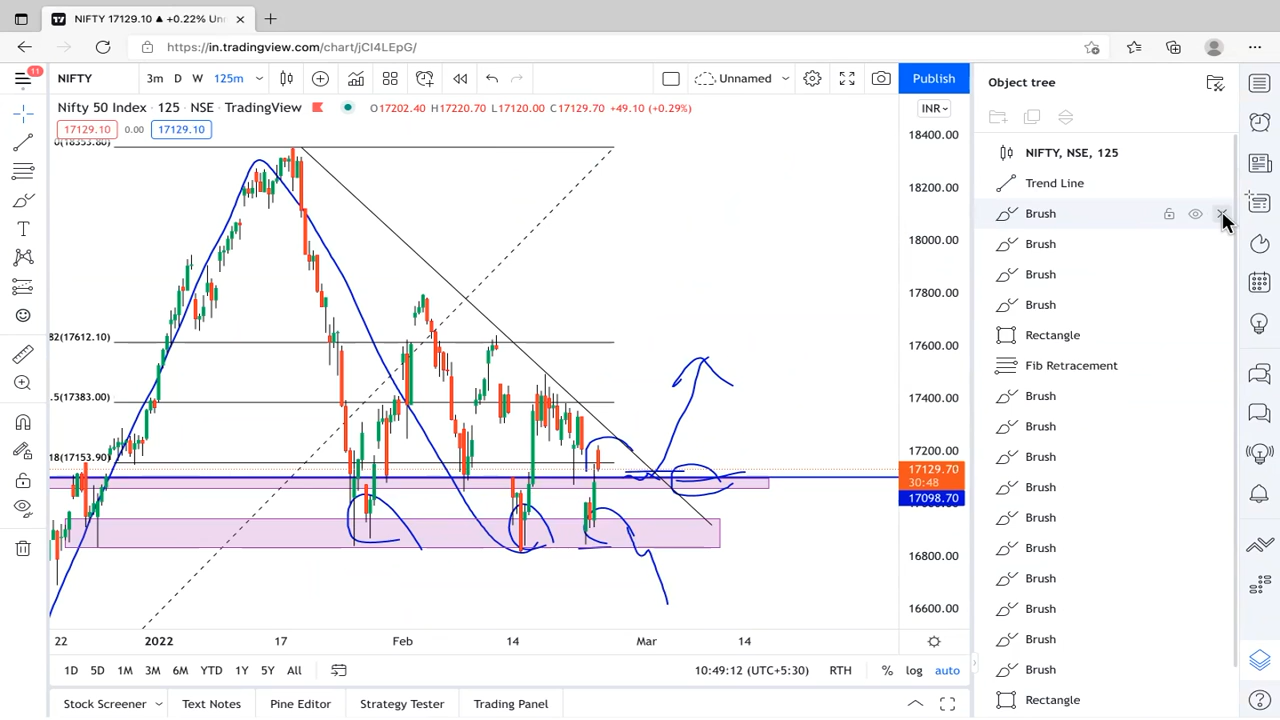 NIFTY 17129.10 ▲ +0.22% Un
https://in.tradingview.com/chart/jCI4LEpG/
11
NIFTY 3m D W 125m Unnamed Publish
Nifty 50 Index · 125 · NSE · TradingView O17202.40 H17220.70 L17120.00 C17129.70 +49.10 (+0.29%)
17129.10 0.00 17129.10
INR
0(18353.80)
82(17612.10)
.5(17383.00)
18(17153.90)
18400.00
18200.00
18000.00
17800.00
17600.00
17400.00
17200.00
17129.70
30:48
17098.70
16800.00
16600.00
22 2022 17 Feb 14 Mar 14
1D 5D 1M 3M 6M YTD 1Y 5Y All 10:49:12 (UTC+5:30) RTH % log auto
Stock Screener Text Notes Pine Editor Strategy Tester Trading Panel
Object tree
NIFTY, NSE, 125
Trend Line
Brush
Brush
Brush
Brush
Rectangle
Fib Retracement
Brush
Brush
Brush
Brush
Brush
Brush
Brush
Brush
Brush
Brush
Rectangle